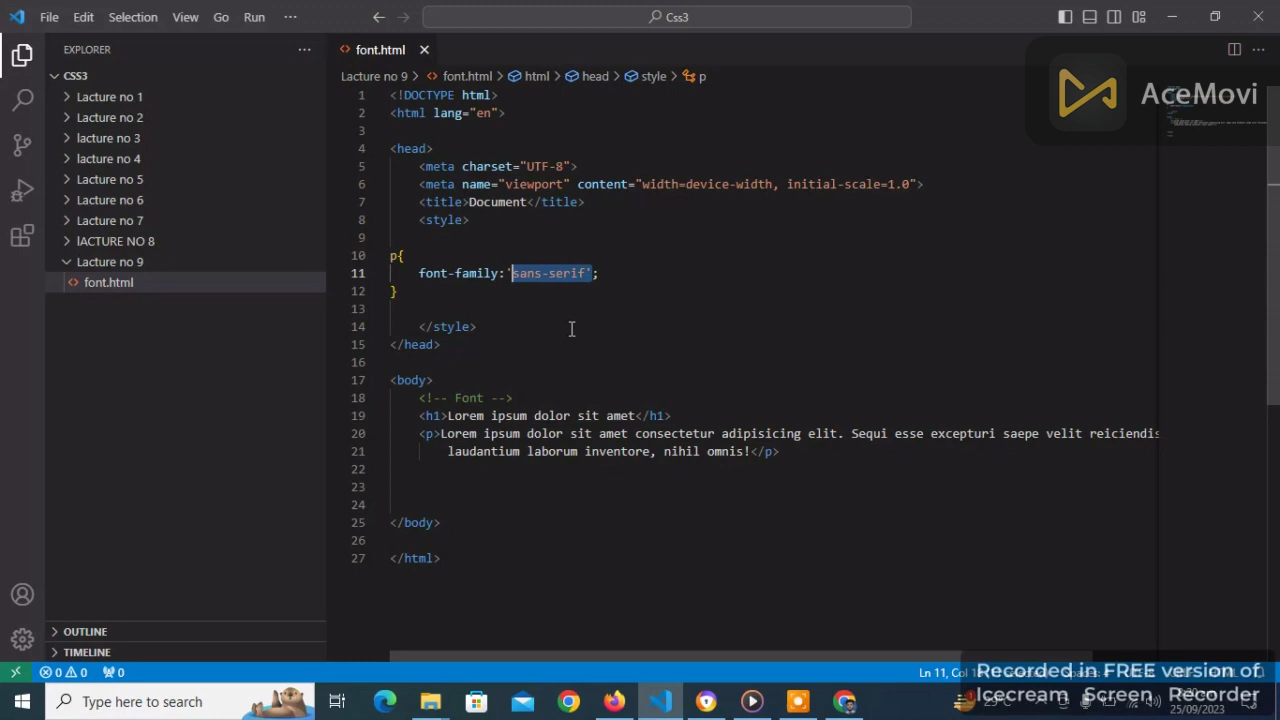 File Edit Selection View Go Run ··· Css3
EXPLORER ···
CSS3
Lacture no 1
Lacture no 2
lacture no 3
lacture no 4
Lacture no 5
Lacture no 6
Lacture no 7
lACTURE NO 8
Lacture no 9
font.html
OUTLINE
TIMELINE
font.html
AceMovi
Lacture no 9 > font.html > html > head > style > p
1 <!DOCTYPE html>
2 <html lang="en">
3
4 <head>
5 <meta charset="UTF-8">
6 <meta name="viewport" content="width=device-width, initial-scale=1.0">
7 <title>Document</title>
8 <style>
9
10 p{
11 font-family:'sans-serif';
12 }
13
14 </style>
15 </head>
16
17 <body>
18 <!-- Font -->
19 <h1>Lorem ipsum dolor sit amet</h1>
20 <p>Lorem ipsum dolor sit amet consectetur adipisicing elit. Sequi esse excepturi saepe velit reiciendis
21 laudantium laborum inventore, nihil omnis!</p>
22
23
24
25 </body>
26
27 </html>
0 0 0 Ln 11,
Recorded in FREE version of
Icecream Screen Recorder
Type here to search
25/09/2023